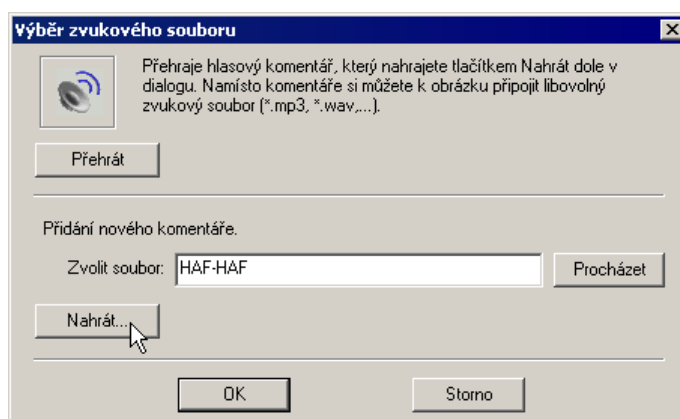 Výběr zvukového souboru
Přehraje hlasový komentář, který nahrajete tlačítkem Nahrát dole v
dialogu. Namísto komentáře si můžete k obrázku připojit libovolný
zvukový soubor (*.mp3, *.wav,...).
Přehrát
Přidání nového komentáře.
Zvolit soubor: HAF-HAF Procházet
Nahrát...
OK Storno